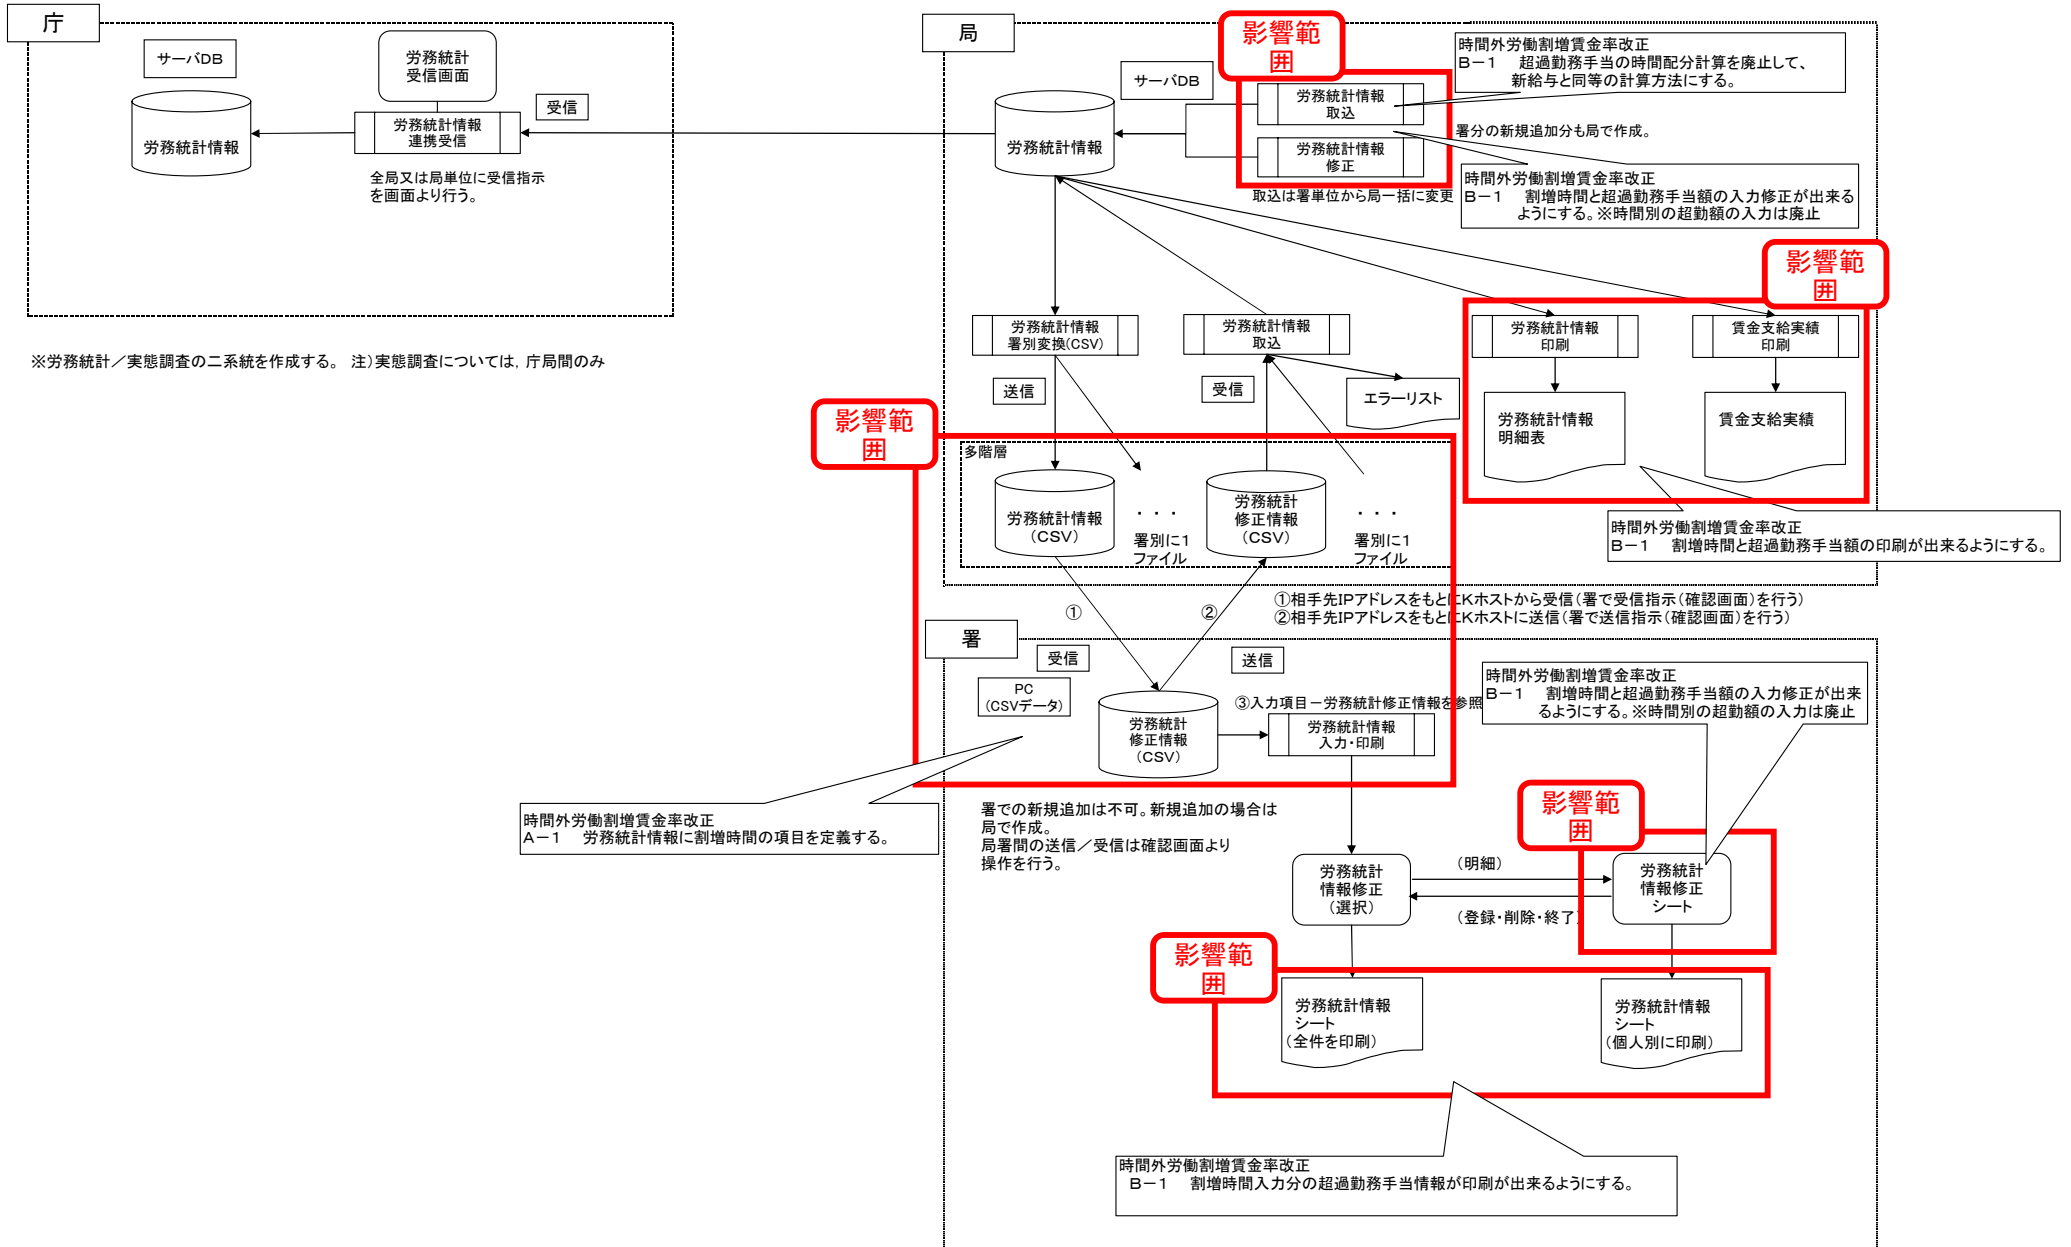 庁
サーバDB
労務統計
受信画面
労務統計情報
労務統計情報
連携受信
受信
全局又は局単位に受信指示
を画面より行う。
※労務統計/実態調査の二系統を作成する。 注)実態調査については,庁局間のみ
局
サーバDB
労務統計情報
影響範
囲
労務統計情報
取込
労務統計情報
修正
取込は署単位から局一括に変更
時間外労働割増賃金率改正
B-1 超過勤務手当の時間配分計算を廃止して、
新給与と同等の計算方法にする。
署分の新規追加分も局で作成。
時間外労働割増賃金率改正
B-1 割増時間と超過勤務手当額の入力修正が出来る
ようにする。※時間別の超勤額の入力は廃止
影響範
囲
労務統計情報
署別変換(CSV)
労務統計情報
取込
労務統計情報
印刷
賃金支給実績
印刷
送信
受信
エラーリスト
労務統計情報
明細表
賃金支給実績
影響範
囲
多階層
労務統計情報
(CSV)
・・・
署別に1
ファイル
労務統計
修正情報
(CSV)
・・・
署別に1
ファイル
時間外労働割増賃金率改正
B-1 割増時間と超過勤務手当額の印刷が出来るようにする。
①
②
①相手先IPアドレスをもとにKホストから受信(署で受信指示(確認画面)を行う)
②相手先IPアドレスをもとにKホストに送信(署で送信指示(確認画面)を行う)
署
受信
送信
PC
(CSVデータ)
労務統計
修正情報
(CSV)
③入力項目-労務統計修正情報を参照
労務統計情報
入力・印刷
時間外労働割増賃金率改正
B-1 割増時間と超過勤務手当額の入力修正が出来
るようにする。※時間別の超勤額の入力は廃止
時間外労働割増賃金率改正
A-1 労務統計情報に割増時間の項目を定義する。
署での新規追加は不可。新規追加の場合は
局で作成。
局署間の送信/受信は確認画面より
操作を行う。
影響範
囲
労務統計
情報修正
(選択)
(明細)
(登録・削除・終了)
労務統計
情報修正
シート
影響範
囲
労務統計情報
シート
(全件を印刷)
労務統計情報
シート
(個人別に印刷)
時間外労働割増賃金率改正
B-1 割増時間入力分の超過勤務手当情報が印刷が出来るようにする。